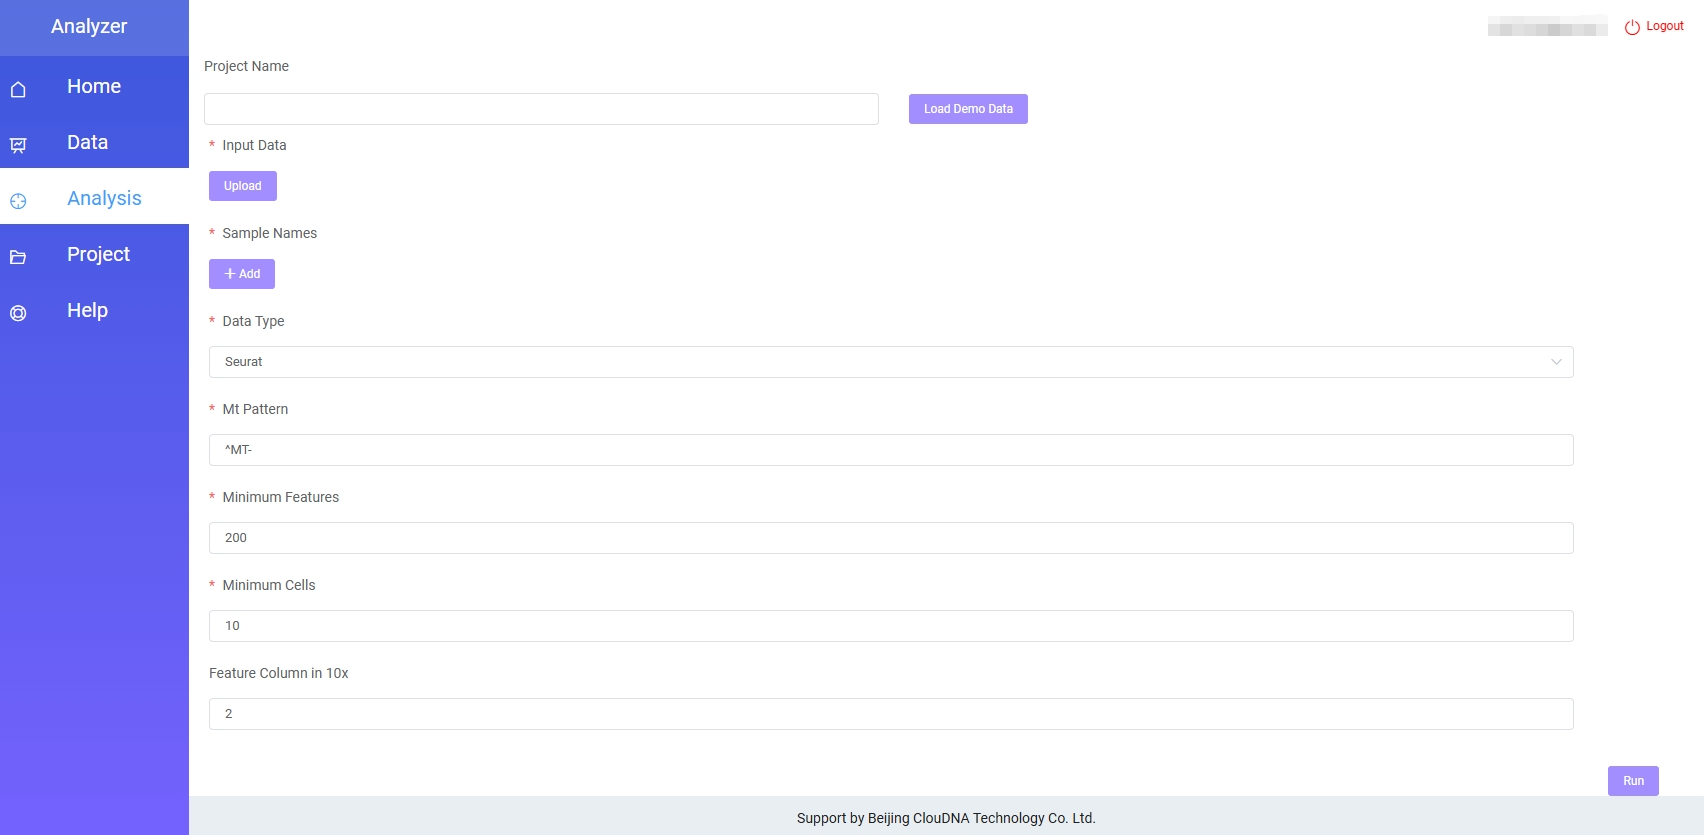 Analyzer
Logout
Home
Data
Analysis
Project
Help
Project Name
Load Demo Data
* Input Data
Upload
* Sample Names
+ Add
* Data Type
Seurat
* Mt Pattern
^MT-
* Minimum Features
200
* Minimum Cells
10
Feature Column in 10x
2
Run
Support by Beijing ClouDNA Technology Co. Ltd.